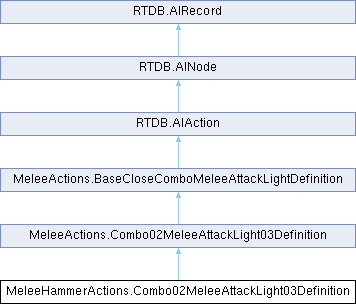 RTDB.AIRecord
RTDB.AINode
RTDB.AIAction
MeleeActions.BaseCloseComboMeleeAttackLightDefinition
MeleeActions.Combo02MeleeAttackLight03Definition
MeleeHammerActions.Combo02MeleeAttackLight03Definition